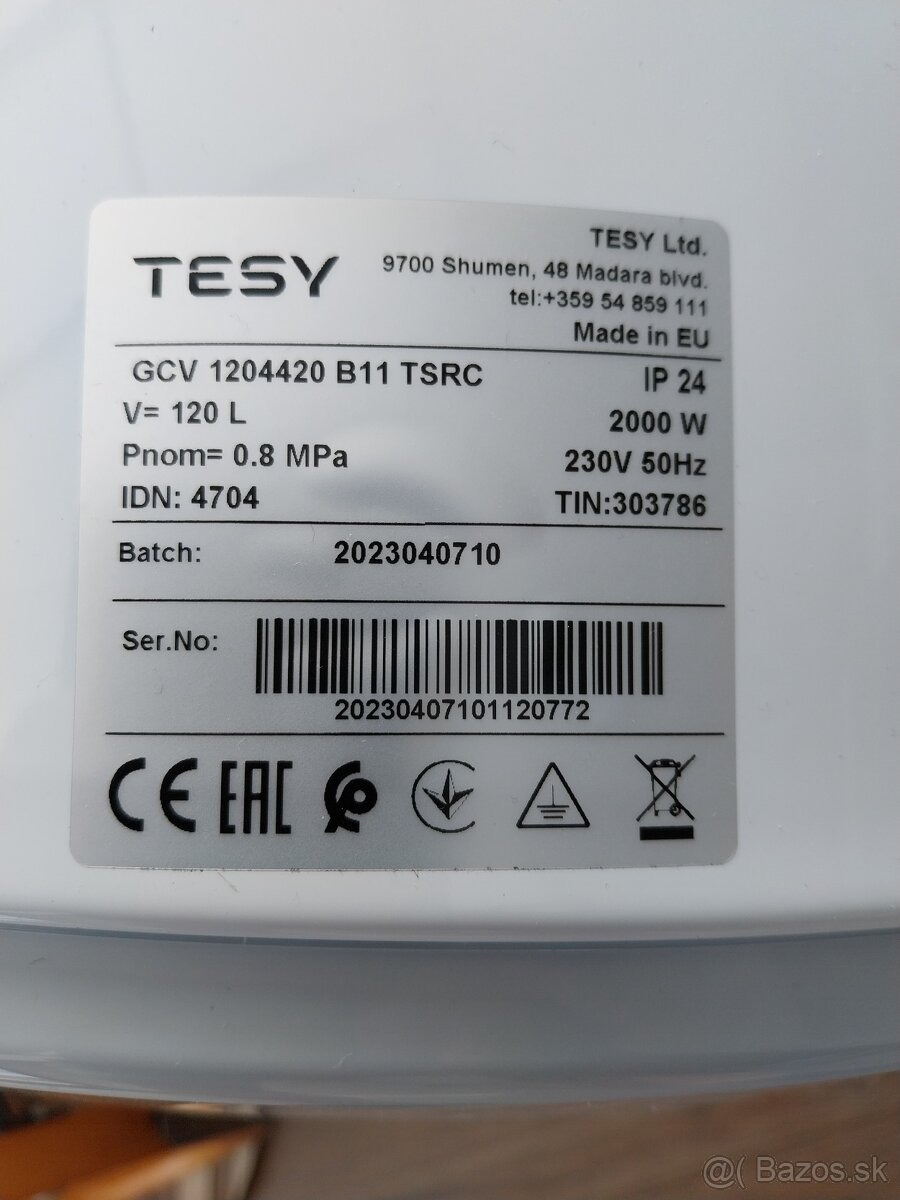 TESY
TESY Ltd.
9700 Shumen, 48 Madara blvd.
tel:+359 54 859 111
Made in EU
GCV 1204420 B11 TSRC
IP 24
V= 120 L
2000 W
Pnom= 0.8 MPa
230V 50Hz
IDN: 4704
TIN:303786
Batch: 2023040710
Ser.No:
20230407101120772
CE EAC
@( Bazos.sk